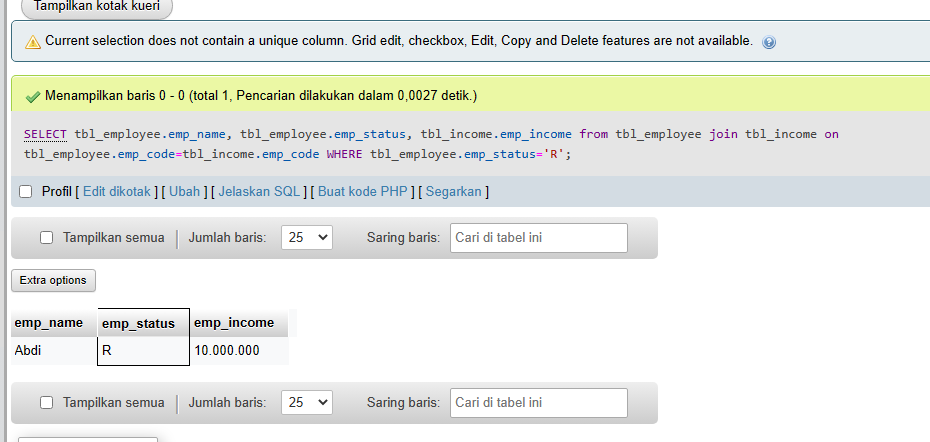 Tampilkan kotak kueri
Current selection does not contain a unique column. Grid edit, checkbox, Edit, Copy and Delete features are not available.
Menampilkan baris 0 - 0 (total 1, Pencarian dilakukan dalam 0,0027 detik.)
SELECT tbl_employee.emp_name, tbl_employee.emp_status, tbl_income.emp_income from tbl_employee join tbl_income on
tbl_employee.emp_code=tbl_income.emp_code WHERE tbl_employee.emp_status='R';
Profil [ Edit dikotak ] [ Ubah ] [ Jelaskan SQL ] [ Buat kode PHP ] [ Segarkan ]
Tampilkan semua | Jumlah baris: 25 Saring baris: Cari di tabel ini
Extra options
emp_name emp_status emp_income
Abdi R 10.000.000
Tampilkan semua | Jumlah baris: 25 Saring baris: Cari di tabel ini